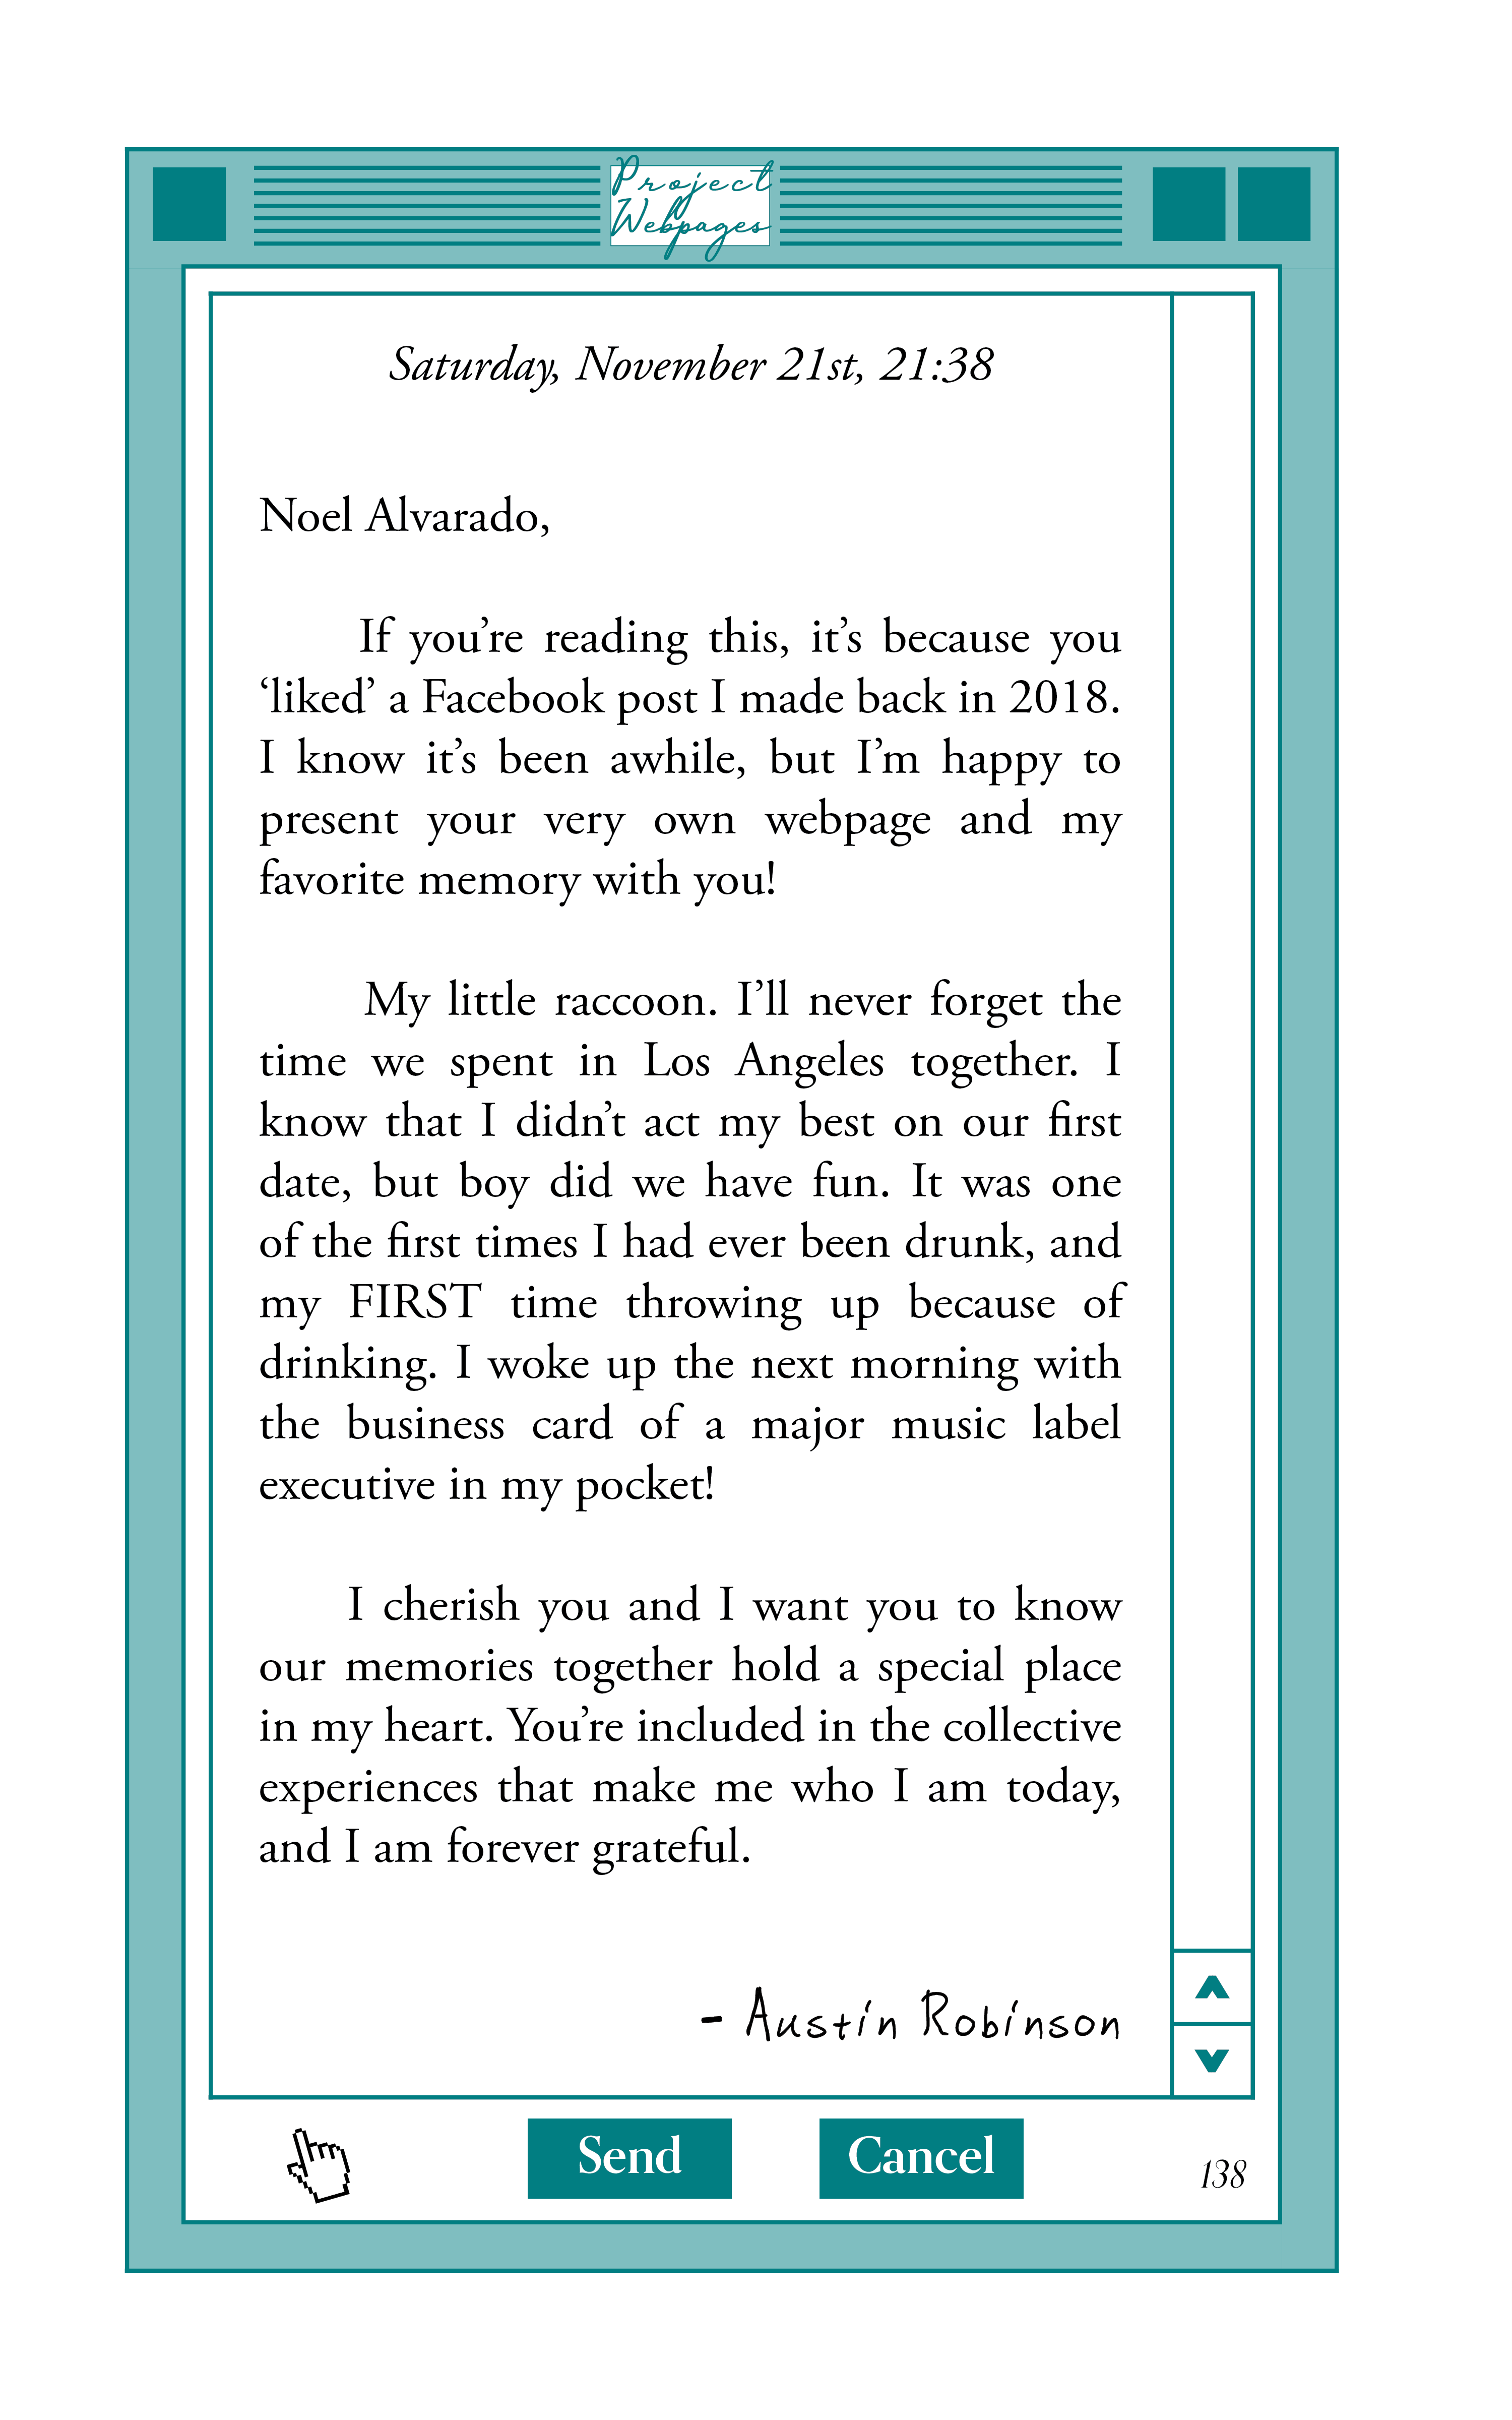 Project
Webpages
Saturday, November 21st, 21:38
Noel Alvarado,
If you’re reading this, it’s because you
‘liked’ a Facebook post I made back in 2018.
I know it’s been awhile, but I’m happy to
present your very own webpage and my
favorite memory with you!
My little raccoon. I’ll never forget the
time we spent in Los Angeles together. I
know that I didn’t act my best on our first
date, but boy did we have fun. It was one
of the first times I had ever been drunk, and
my FIRST time throwing up because of
drinking. I woke up the next morning with
the business card of a major music label
executive in my pocket!
I cherish you and I want you to know
our memories together hold a special place
in my heart. You’re included in the collective
experiences that make me who I am today,
and I am forever grateful.
- Austin Robinson
Send Cancel
138